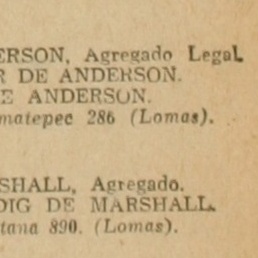 ERSON, Agregado Legal.
R DE ANDERSON.
E ANDERSON.
matepec 286 (Lomas).
SHALL, Agregado.
DIG DE MARSHALL.
tana 890. (Lomas).